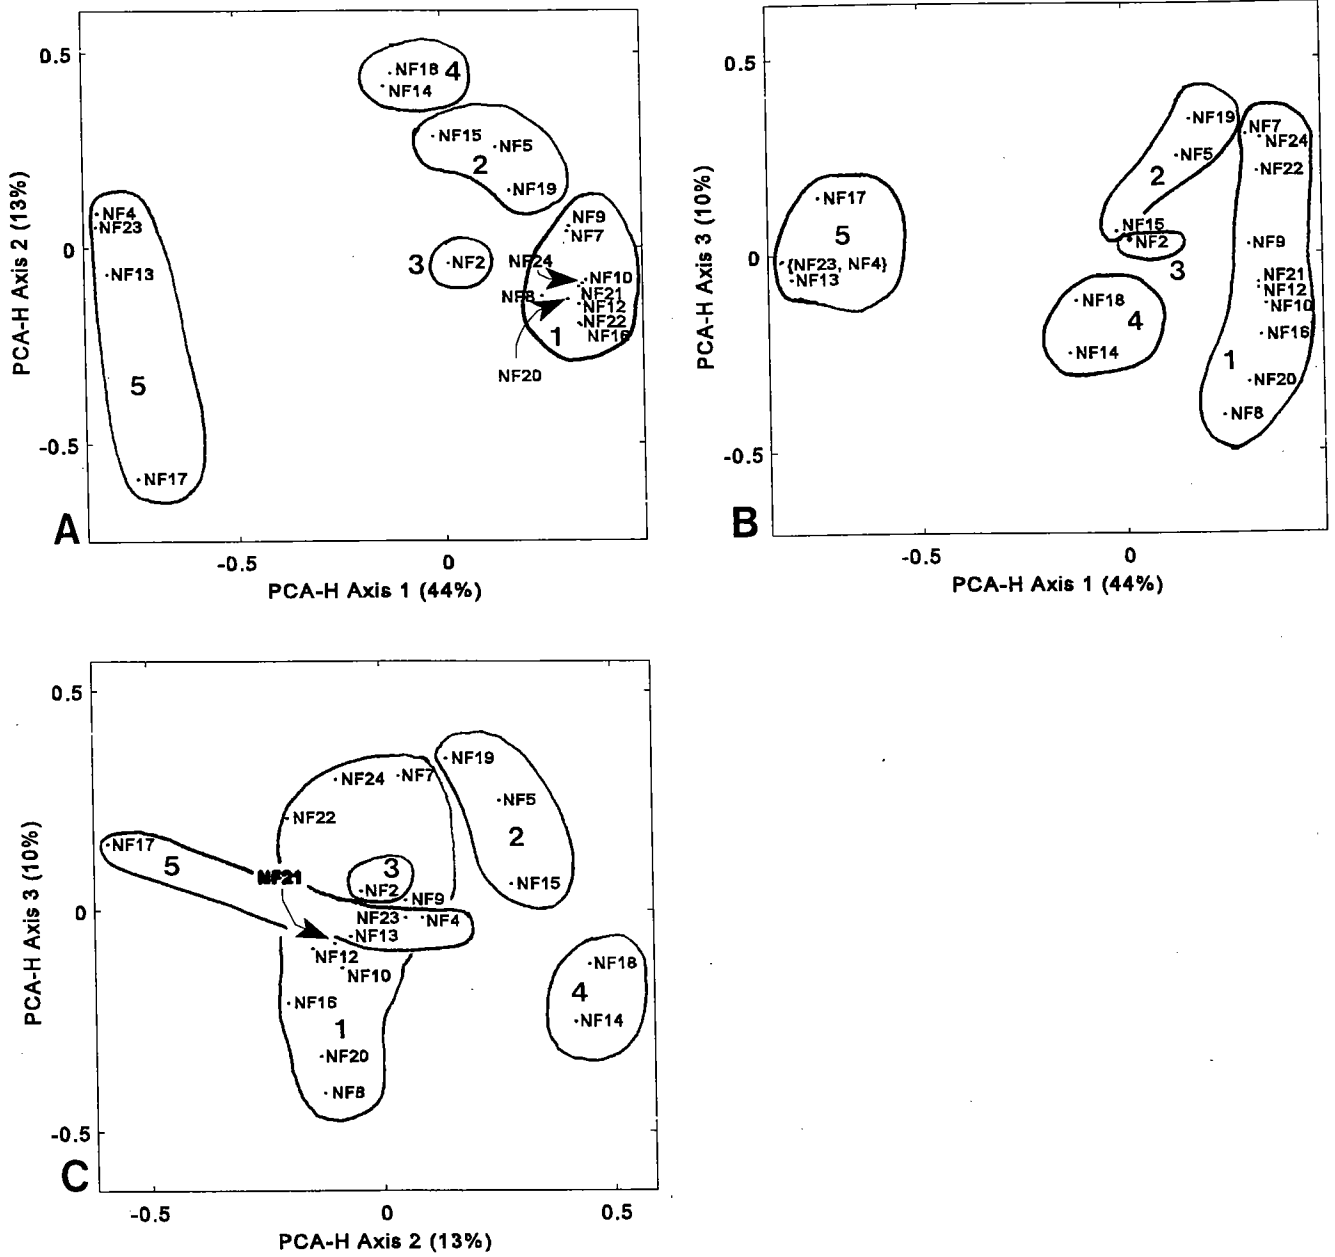 0.5
0
-0.5
-0.5
0
PCA-H Axis 2 (13%)
PCA-H Axis 1 (44%)
A
NF18
4
NF14
NF15
NF5
2
NF19
NF4
NF23
NF13
5
NF17
3
NF2
NF9
NF7
NF24
NF10
NF8
NF21
NF12
NF22
1
NF16
NF20
0.5
0
-0.5
-0.5
0
PCA-H Axis 3 (10%)
PCA-H Axis 1 (44%)
B
NF19
NF7
NF24
NF5
NF22
2
NF17
5
NF15
NF2
NF9
3
{NF23, NF4}
NF13
NF21
NF12
NF10
NF18
4
NF16
NF14
1
NF20
NF8
0.5
0
-0.5
-0.5
0
0.5
PCA-H Axis 3 (10%)
PCA-H Axis 2 (13%)
C
NF19
NF24
NF7
NF5
NF22
2
NF17
5
NF21
3
NF2
NF15
NF9
NF23
NF4
NF13
NF12
NF10
NF18
NF16
4
NF14
1
NF20
NF8